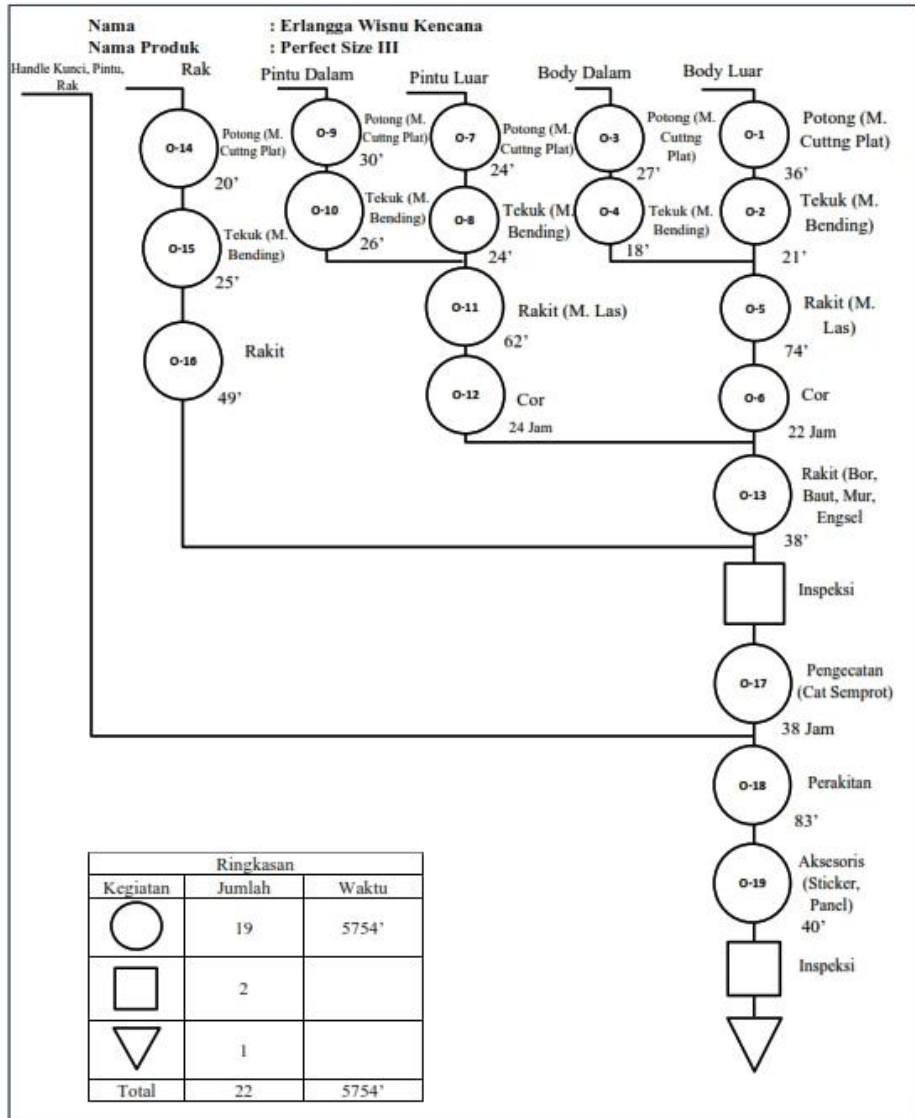 Nama : Erlangga Wisnu Kencana
Nama Produk : Perfect Size III
Handle Kunci, Pintu,
Rak
Rak
Pintu Dalam
Pintu Luar
Body Dalam
Body Luar
O-14
Potong (M.
Cuttng Plat)
20’
O-15
Tekuk (M.
Bending)
25’
O-16
Rakit
49’
O-9
Potong (M.
Cuttng Plat)
30’
O-10
Tekuk (M.
Bending)
26’
O-7
Potong (M.
Cuttng Plat)
24’
O-8
Tekuk (M.
Bending)
24’
O-11
Rakit (M. Las)
62’
O-12
Cor
24 Jam
O-3
Potong (M.
Cuttng
Plat)
27’
O-4
Tekuk (M.
Bending)
18’
O-1
Potong (M.
Cuttng Plat)
36’
O-2
Tekuk (M.
Bending)
21’
O-5
Rakit (M.
Las)
74’
O-6
Cor
22 Jam
O-13
Rakit (Bor,
Baut, Mur,
Engsel
38’
Inspeksi
O-17
Pengecatan
(Cat Semprot)
38 Jam
O-18
Perakitan
83’
O-19
Aksesoris
(Sticker,
Panel)
40’
Inspeksi
Ringkasan
Kegiatan Jumlah Waktu
19 5754’
2
1
Total 22 5754’